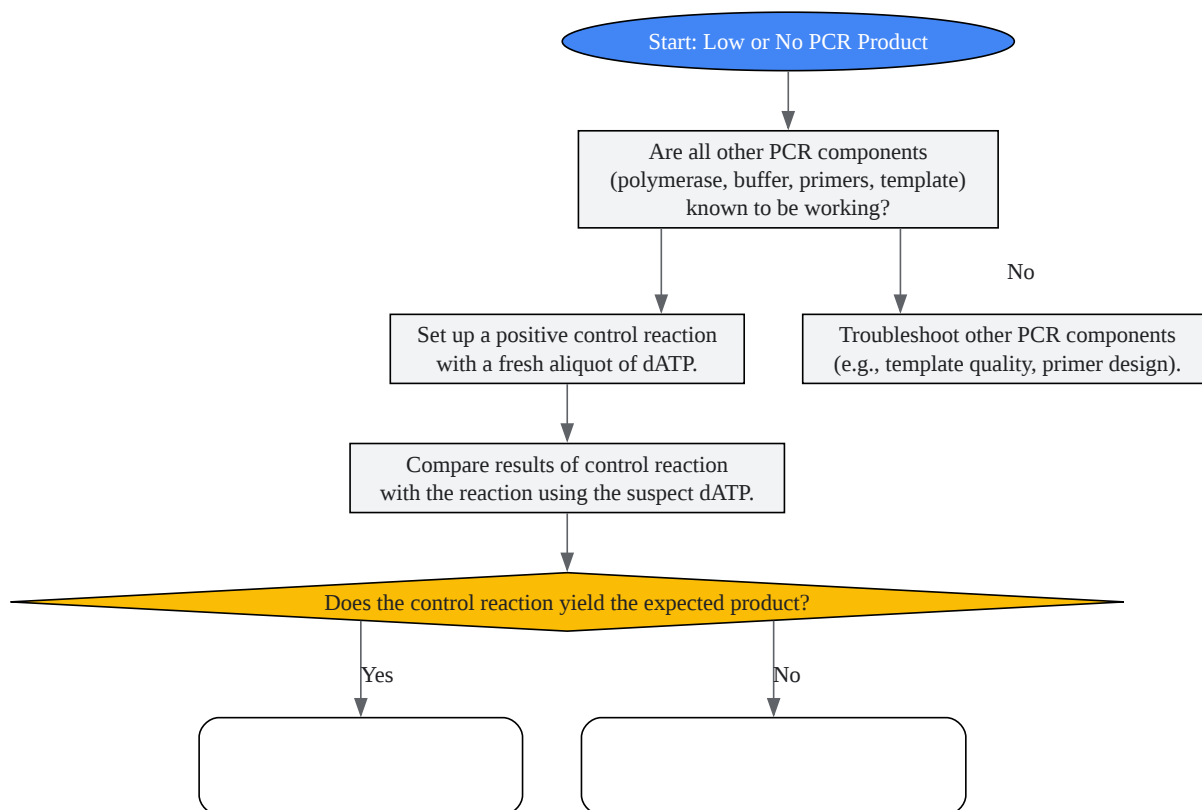 Start: Low or No PCR Product
Are all other PCR components
(polymerase, buffer, primers, template)
known to be working?
No
Set up a positive control reaction
with a fresh aliquot of dATP.
Troubleshoot other PCR components
(e.g., template quality, primer design).
Compare results of control reaction
with the reaction using the suspect dATP.
Does the control reaction yield the expected product?
Yes
No